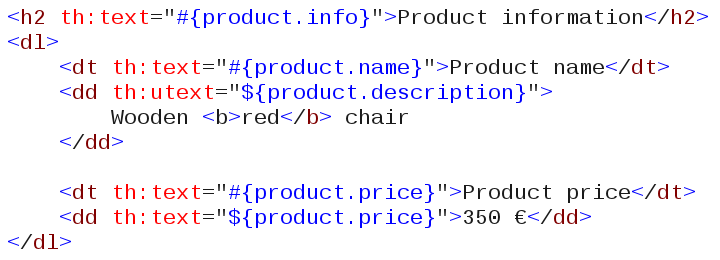 <h2 th:text="#{product.info}">Product information</h2>
<dl>
    <dt th:text="#{product.name}">Product name</dt>
    <dd th:utext="${product.description}">
        Wooden <b>red</b> chair
    </dd>

    <dt th:text="#{product.price}">Product price</dt>
    <dd th:text="${product.price}">350 €</dd>
</dl>